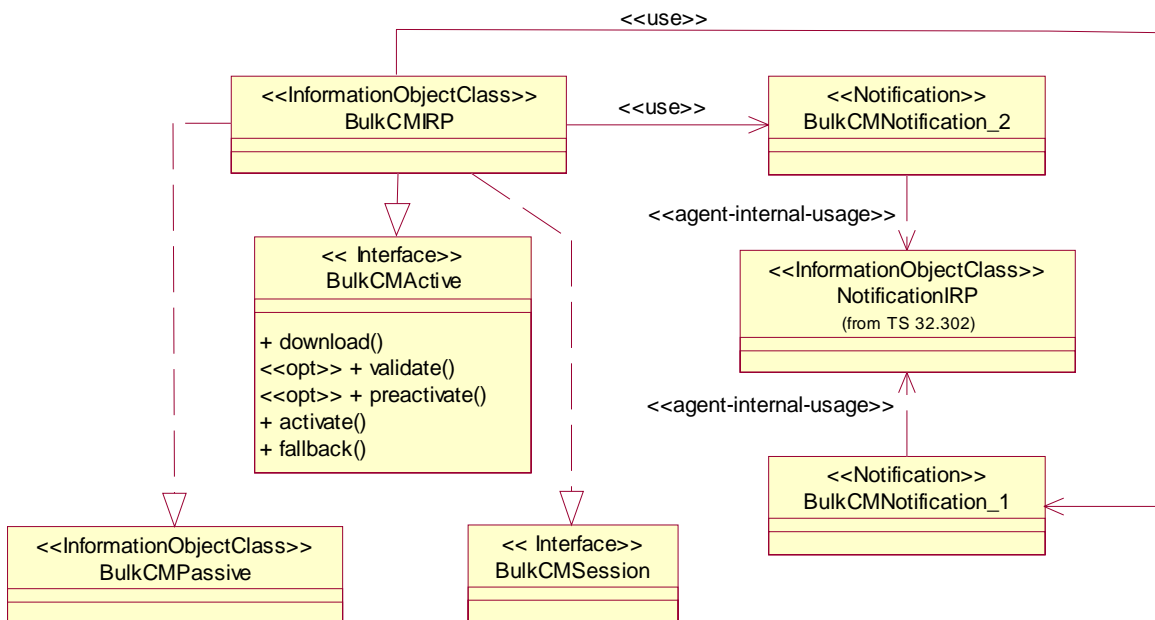 <<use>>
<<InformationObjectClass>>
BulkCMIRP
<<use>>
<<Notification>>
BulkCMNotification_2
<<agent-internal-usage>>
<< Interface>>
BulkCMActive
+ download()
<<opt>> + validate()
<<opt>> + preactivate()
+ activate()
+ fallback()
<<InformationObjectClass>>
NotificationIRP
(from TS 32.302)
<<agent-internal-usage>>
<<Notification>>
BulkCMNotification_1
<<InformationObjectClass>>
BulkCMPassive
<< Interface>>
BulkCMSession